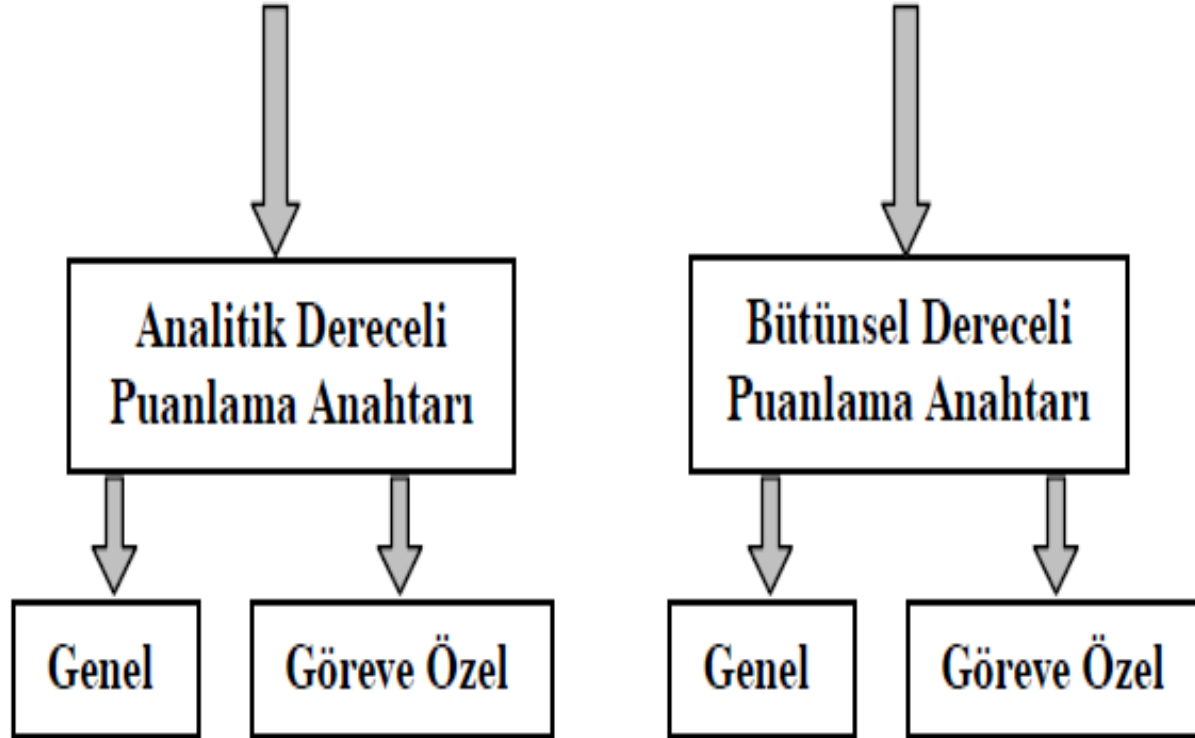 Analitik Dereceli
Puanlama Anahtarı
Bütünsel Dereceli
Puanlama Anahtarı
Genel
Göreve Özel
Genel
Göreve Özel